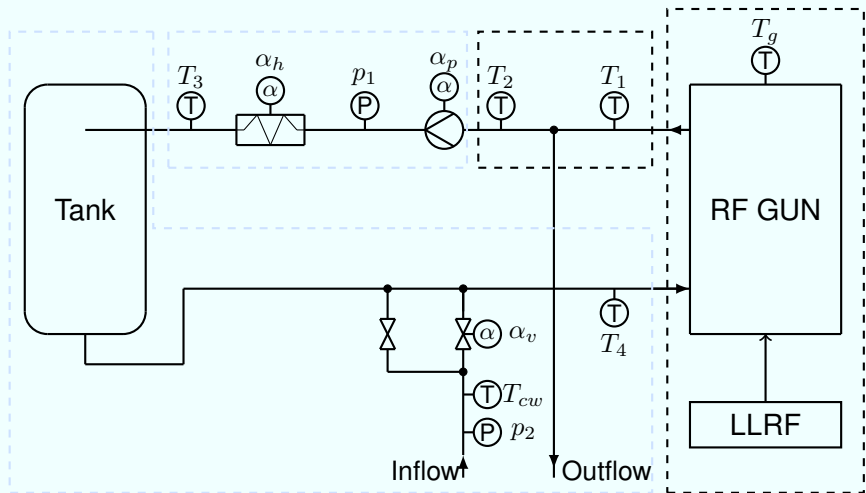 T_g
α_h
α_p
T_3
p_1
T_2
T_1
α
α
T
T
P
T
T
Tank
RF GUN
α
α_v
T
T_4
T
T_cw
P
p_2
LLRF
Inflow
Outflow